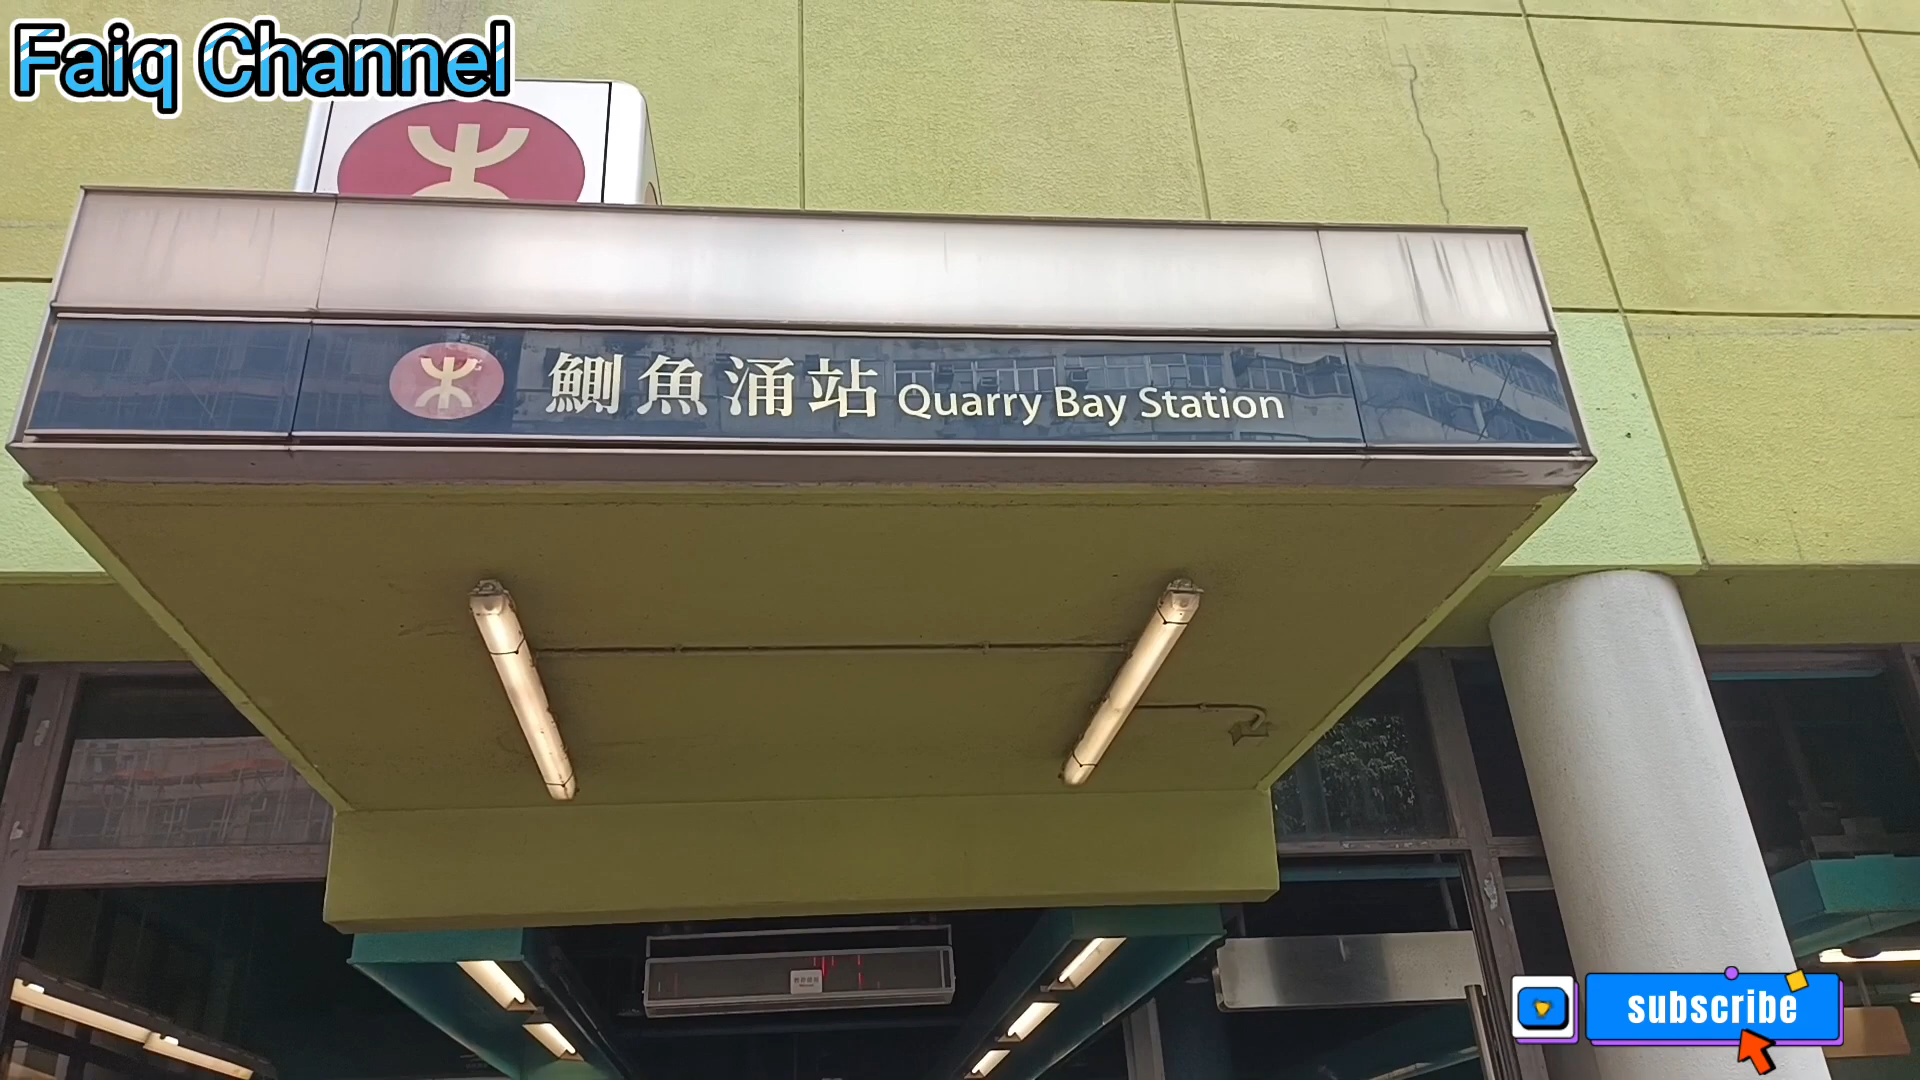 Faiq Channel
鰂魚涌站 Quarry Bay Station
subscribe